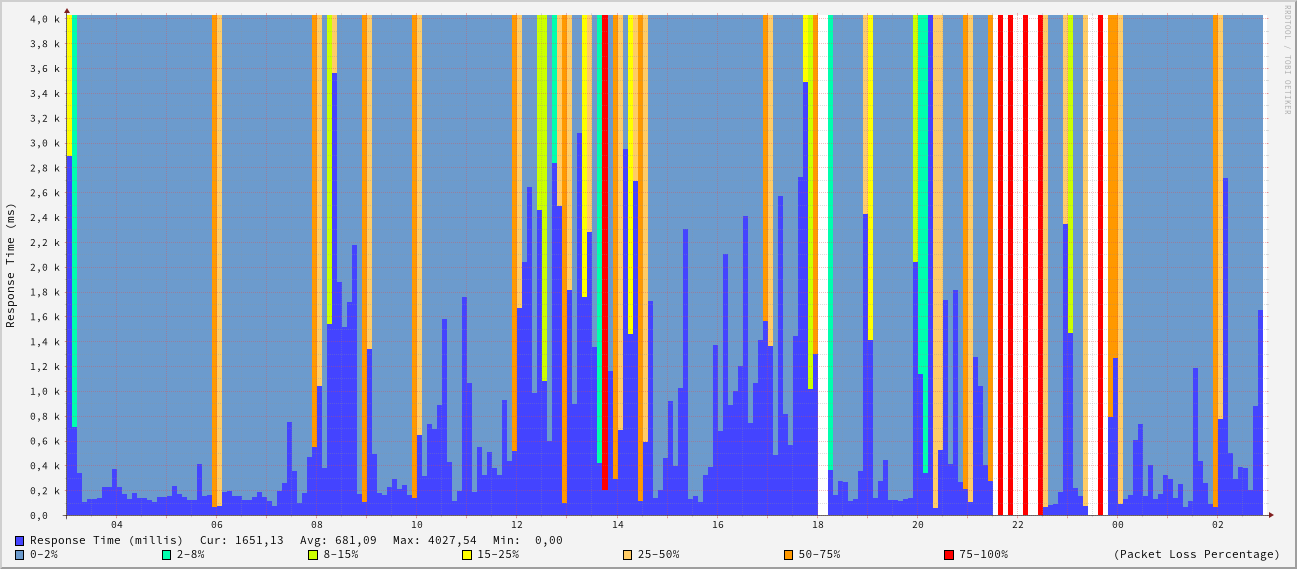 4,0 k
3,8 k
3,6 k
3,4 k
3,2 k
3,0 k
2,8 k
2,6 k
2,4 k
2,2 k
2,0 k
1,8 k
1,6 k
1,4 k
1,2 k
1,0 k
0,8 k
0,6 k
0,4 k
0,2 k
0,0
Response Time (ms)
RRDTOOL / TOBI OETIKER
04 06 08 10 12 14 16 18 20 22 00 02
Response Time (millis) Cur: 1651,13 Avg: 681,09 Max: 4027,54 Min: 0,00
0-2% 2-8% 8-15% 15-25% 25-50% 50-75% 75-100% (Packet Loss Percentage)